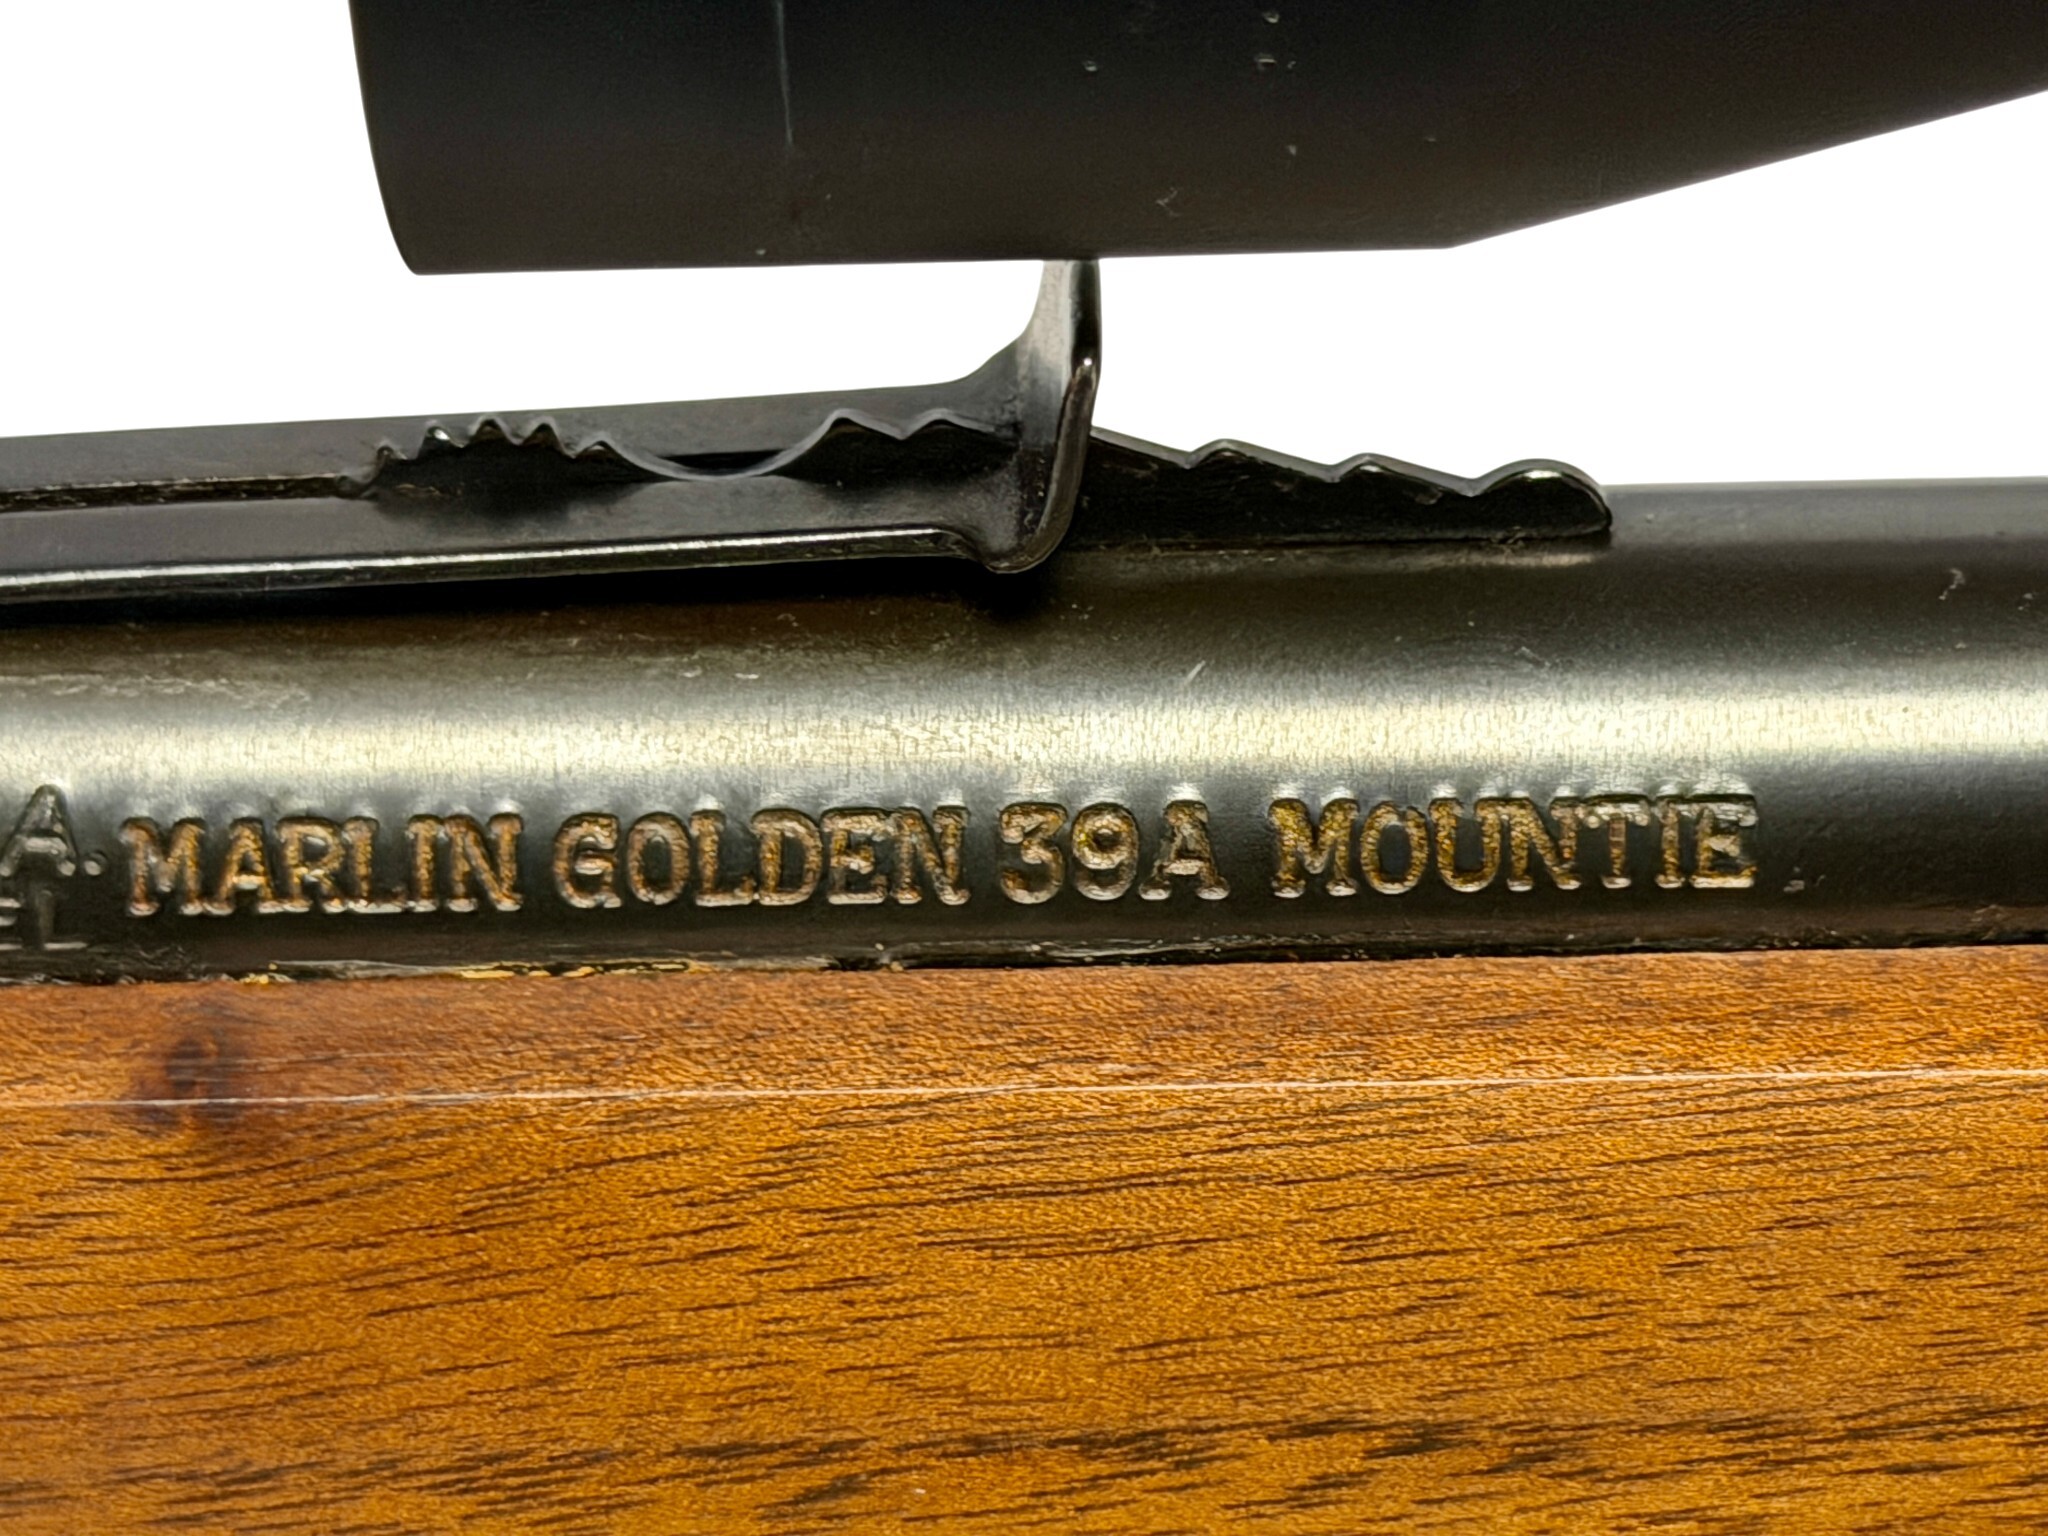 A. MARLIN GOLDEN 39A MOUNTIE